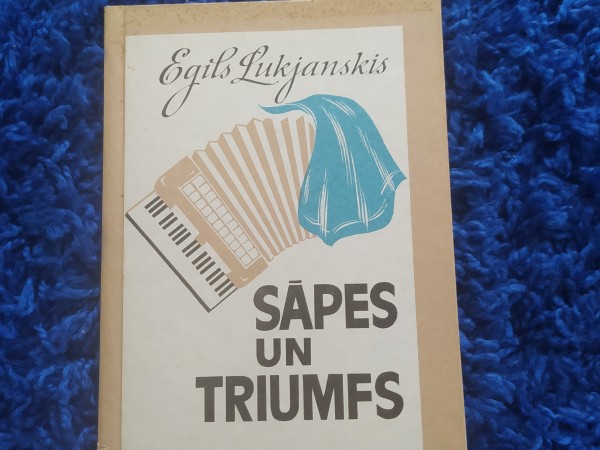 Egils Lukjanskis
SĀPES
UN
TRIUMFS